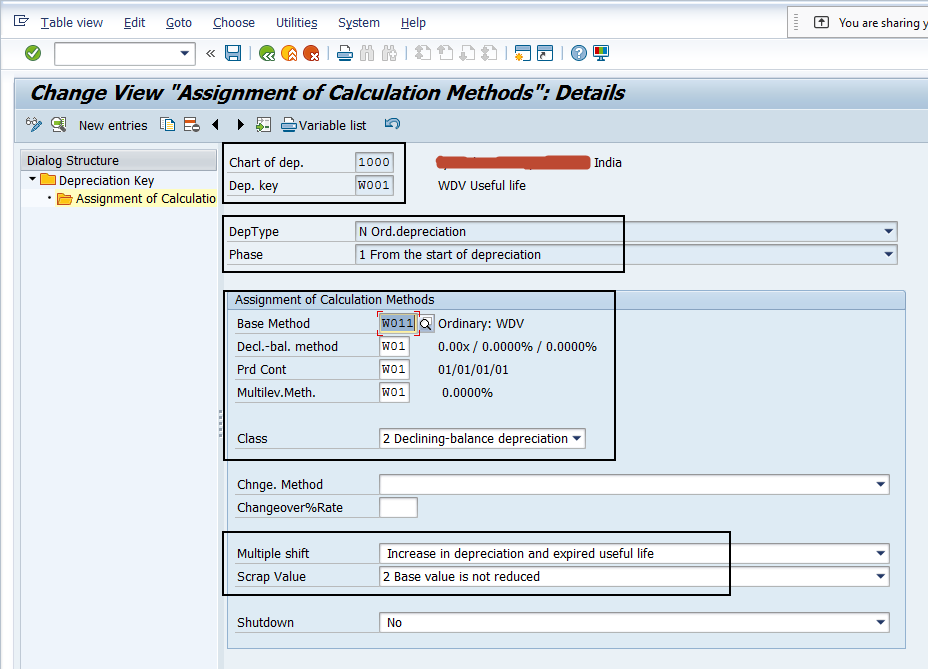 Table view Edit Goto Choose Utilities System Help
You are sharing y
Change View "Assignment of Calculation Methods": Details
New entries Variable list
Dialog Structure
Depreciation Key
Assignment of Calculatio
Chart of dep. 1000 India
Dep. key W001 WDV Useful life
DepType N Ord.depreciation
Phase 1 From the start of depreciation
Assignment of Calculation Methods
Base Method W011 Ordinary: WDV
Decl.-bal. method W01 0.00x / 0.0000% / 0.0000%
Prd Cont W01 01/01/01/01
Multilev.Meth. W01 0.0000%
Class 2 Declining-balance depreciation
Chnge. Method
Changeover%Rate
Multiple shift Increase in depreciation and expired useful life
Scrap Value 2 Base value is not reduced
Shutdown No